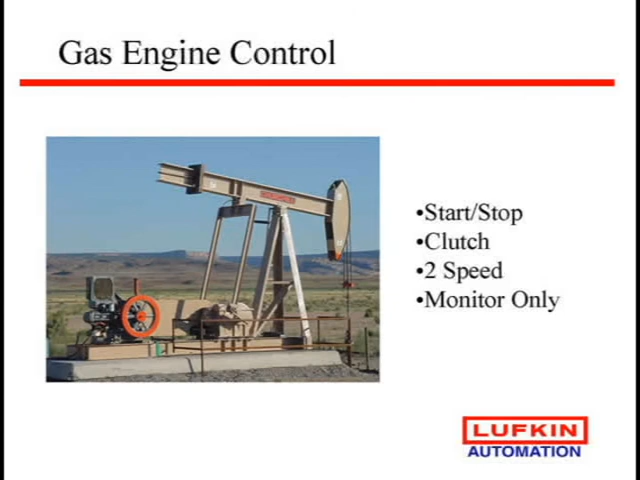 Gas Engine Control
•Start/Stop
•Clutch
•2 Speed
•Monitor Only
LUFKIN
AUTOMATION